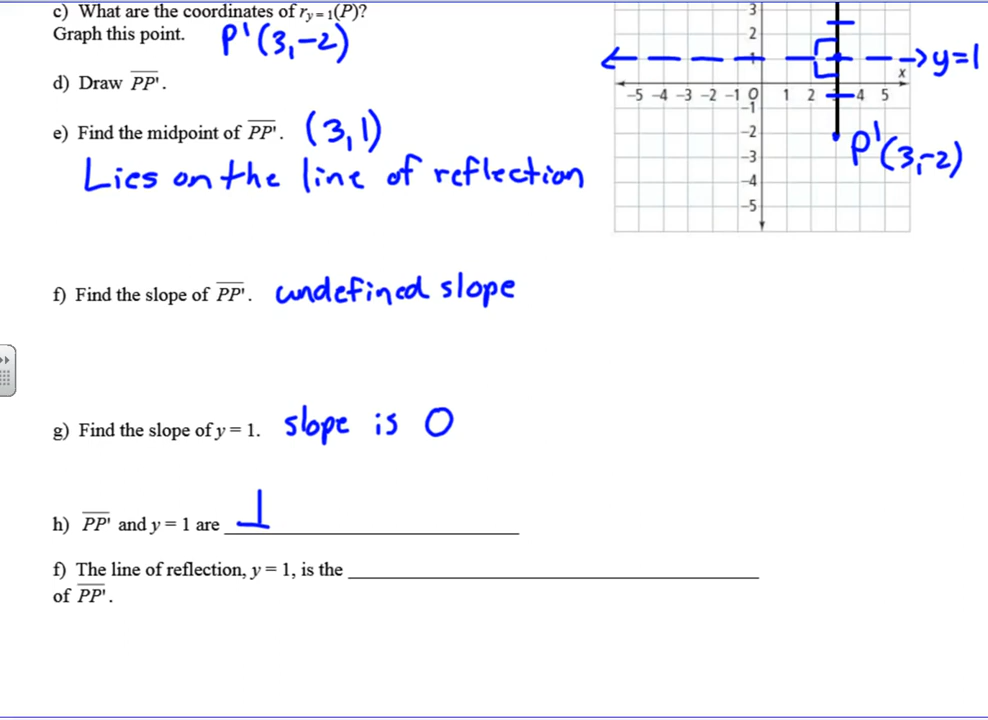 c) What are the coordinates of r_{y=1}(P)?
Graph this point. P'(3,-2)
d) Draw PP'.
e) Find the midpoint of PP'. (3,1)
Lies on the line of reflection
3
2
1
y=1
x
-5 -4 -3 -2 -1 0 1 2 4 5
-1
-2
-3
-4
-5
P'(3,-2)
f) Find the slope of PP'. undefined slope
g) Find the slope of y = 1. slope is 0
h) PP' and y = 1 are ⊥
f) The line of reflection, y = 1, is the
of PP'.